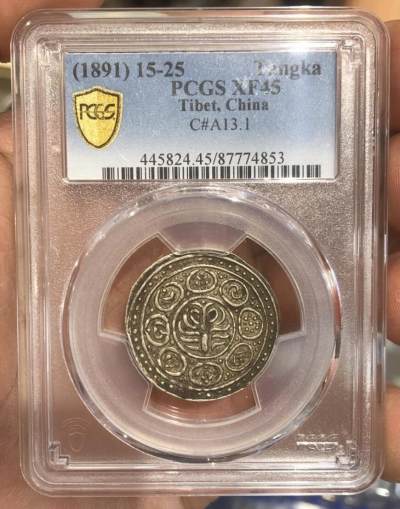 (1891) 15-25 Tangka
PCGS XF45
Tibet, China
C#A13.1
445824.45/87774853
PCGS